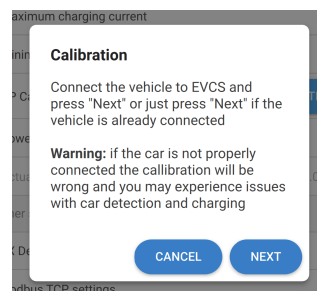 aximum charging current
Calibration
Connect the vehicle to EVCS and
press "Next" or just press "Next" if the
vehicle is already connected
Warning: if the car is not properly
connected the callibration will be
wrong and you may experience issues
with car detection and charging
CANCEL NEXT
odbus TCP settings